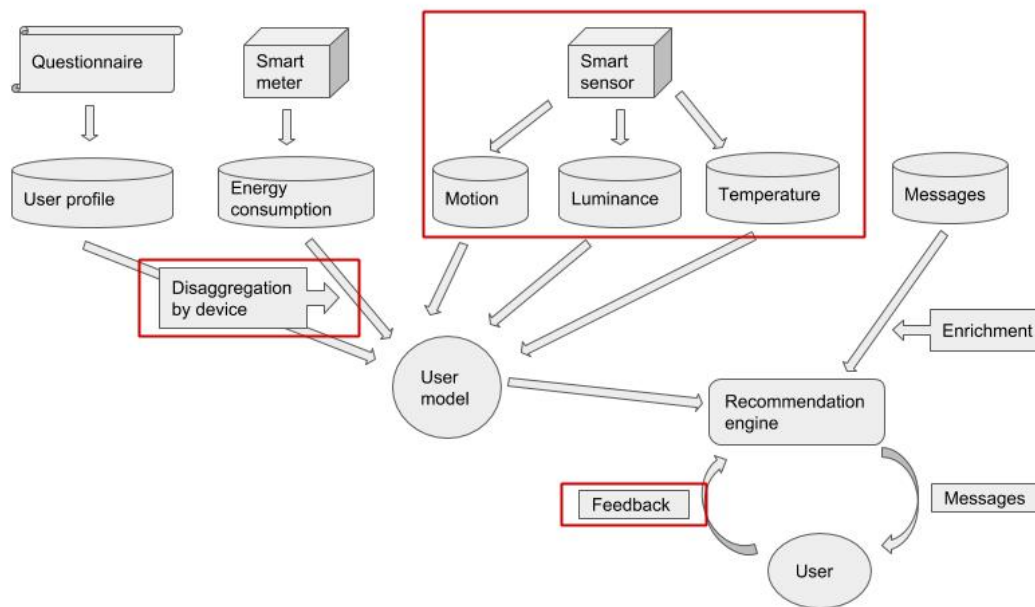 Questionnaire
Smart
meter
Smart
sensor
User profile
Energy
consumption
Motion
Luminance
Temperature
Messages
Disaggregation
by device
Enrichment
User
model
Recommendation
engine
Feedback
Messages
User